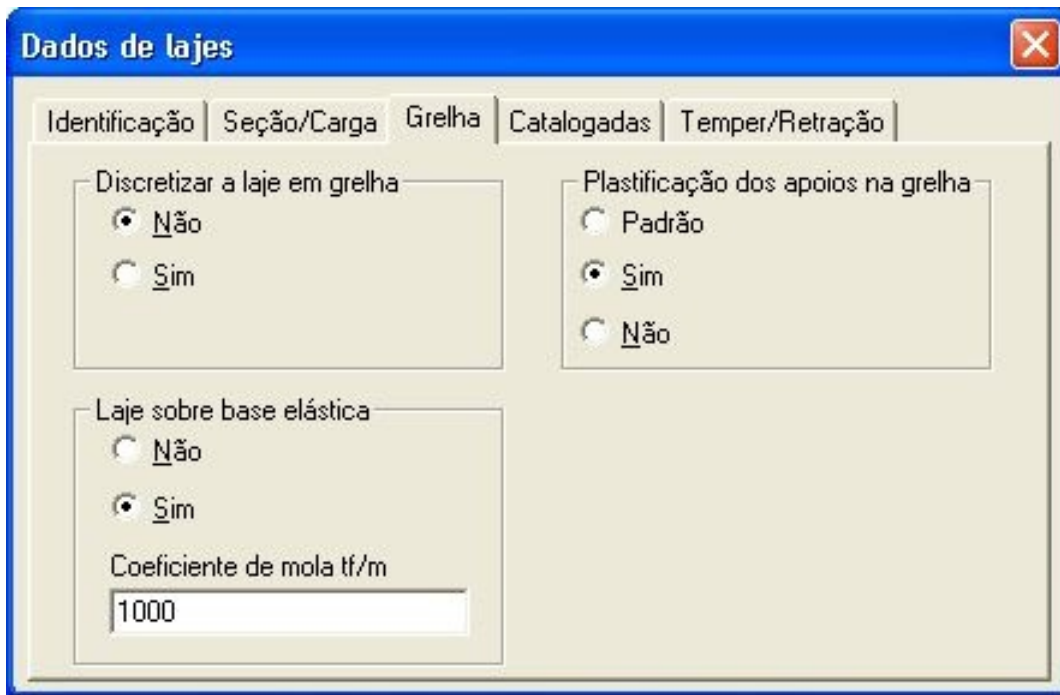 Dados de lajes
Identificação Seção/Carga Grelha Catalogadas Temper/Retração
Discretizar a laje em grelha
Não
Sim
Plastificação dos apoios na grelha
Padrão
Sim
Não
Laje sobre base elástica
Não
Sim
Coeficiente de mola tf/m
1000